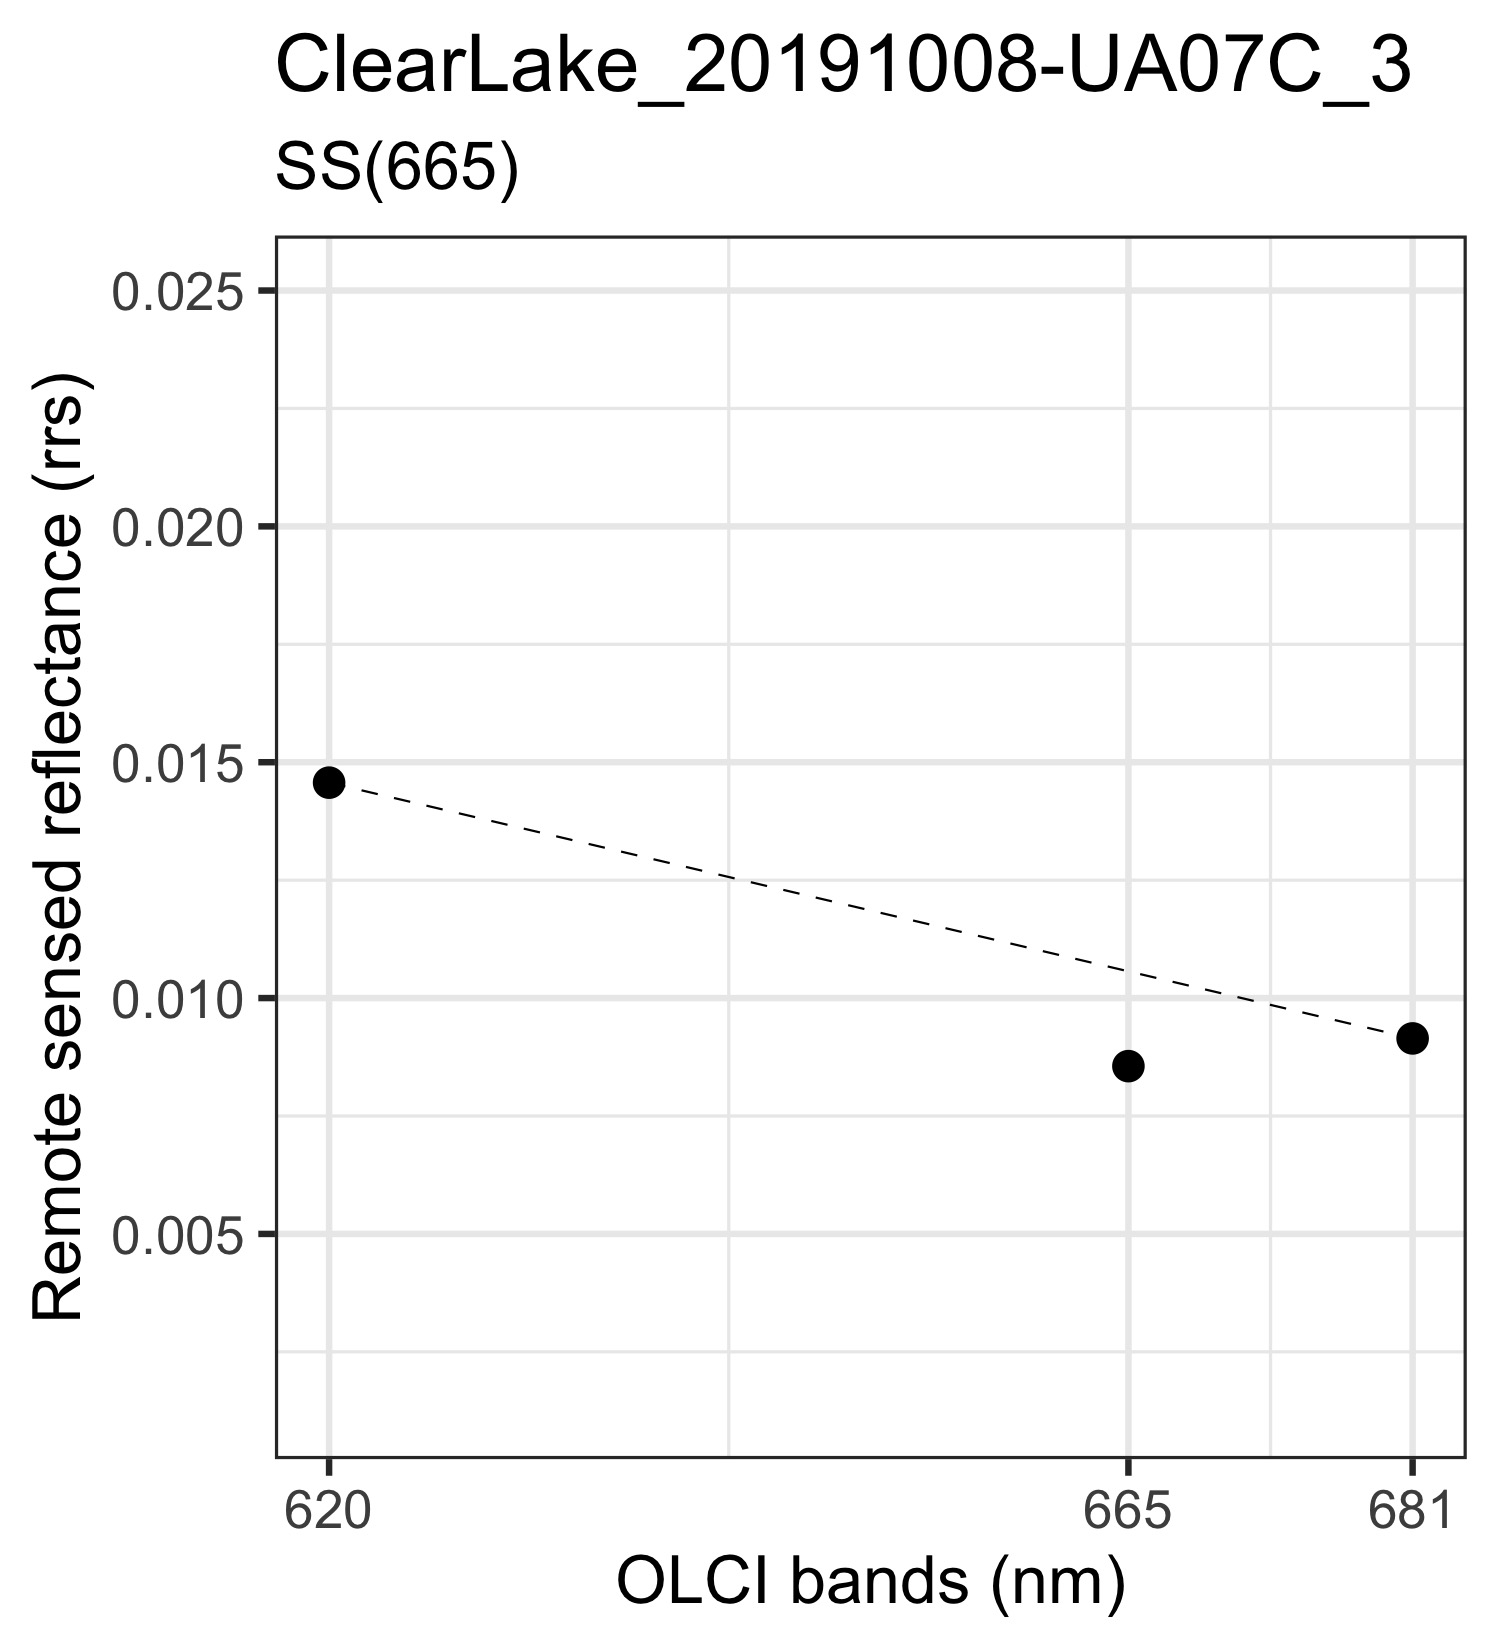 ClearLake_20191008-UA07C_3
SS(665)
Remote sensed reflectance (rrs)
0.025
0.020
0.015
0.010
0.005
620
665
681
OLCI bands (nm)